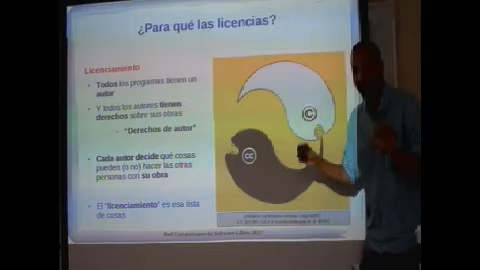 ¿Para qué las licencias?
Licenciamiento
• Todos los programas tienen un
autor
• Y todos los autores tienen
derechos sobre sus obras
– "Derechos de autor"
• Cada autor decide qué cosas
pueden (o no) hacer las otras
personas con su obra
• El "licenciamiento" es esa lista
de cosas
©
cc